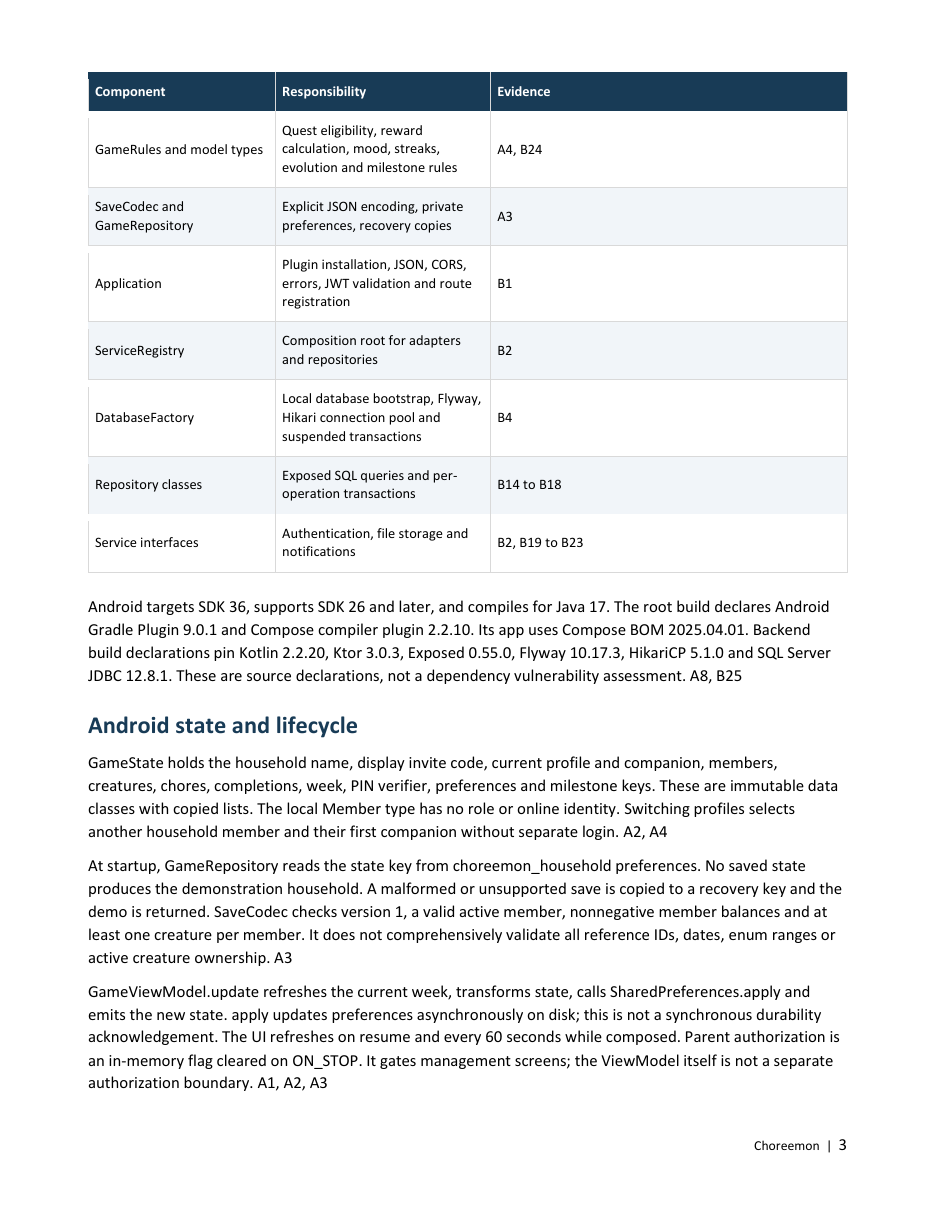 Component Responsibility Evidence
GameRules and model types
Quest eligibility, reward
calculation, mood, streaks,
evolution and milestone rules
A4, B24
SaveCodec and
GameRepository
Explicit JSON encoding, private
preferences, recovery copies
A3
Application
Plugin installation, JSON, CORS,
errors, JWT validation and route
registration
B1
ServiceRegistry
Composition root for adapters
and repositories
B2
DatabaseFactory
Local database bootstrap, Flyway,
Hikari connection pool and
suspended transactions
B4
Repository classes
Exposed SQL queries and per-
operation transactions
B14 to B18
Service interfaces
Authentication, file storage and
notifications
B2, B19 to B23
Android targets SDK 36, supports SDK 26 and later, and compiles for Java 17. The root build declares Android
Gradle Plugin 9.0.1 and Compose compiler plugin 2.2.10. Its app uses Compose BOM 2025.04.01. Backend
build declarations pin Kotlin 2.2.20, Ktor 3.0.3, Exposed 0.55.0, Flyway 10.17.3, HikariCP 5.1.0 and SQL Server
JDBC 12.8.1. These are source declarations, not a dependency vulnerability assessment. A8, B25
Android state and lifecycle
GameState holds the household name, display invite code, current profile and companion, members,
creatures, chores, completions, week, PIN verifier, preferences and milestone keys. These are immutable data
classes with copied lists. The local Member type has no role or online identity. Switching profiles selects
another household member and their first companion without separate login. A2, A4
At startup, GameRepository reads the state key from choreemon_household preferences. No saved state
produces the demonstration household. A malformed or unsupported save is copied to a recovery key and the
demo is returned. SaveCodec checks version 1, a valid active member, nonnegative member balances and at
least one creature per member. It does not comprehensively validate all reference IDs, dates, enum ranges or
active creature ownership. A3
GameViewModel.update refreshes the current week, transforms state, calls SharedPreferences.apply and
emits the new state. apply updates preferences asynchronously on disk; this is not a synchronous durability
acknowledgement. The UI refreshes on resume and every 60 seconds while composed. Parent authorization is
an in-memory flag cleared on ON_STOP. It gates management screens; the ViewModel itself is not a separate
authorization boundary. A1, A2, A3
Choreemon | 3